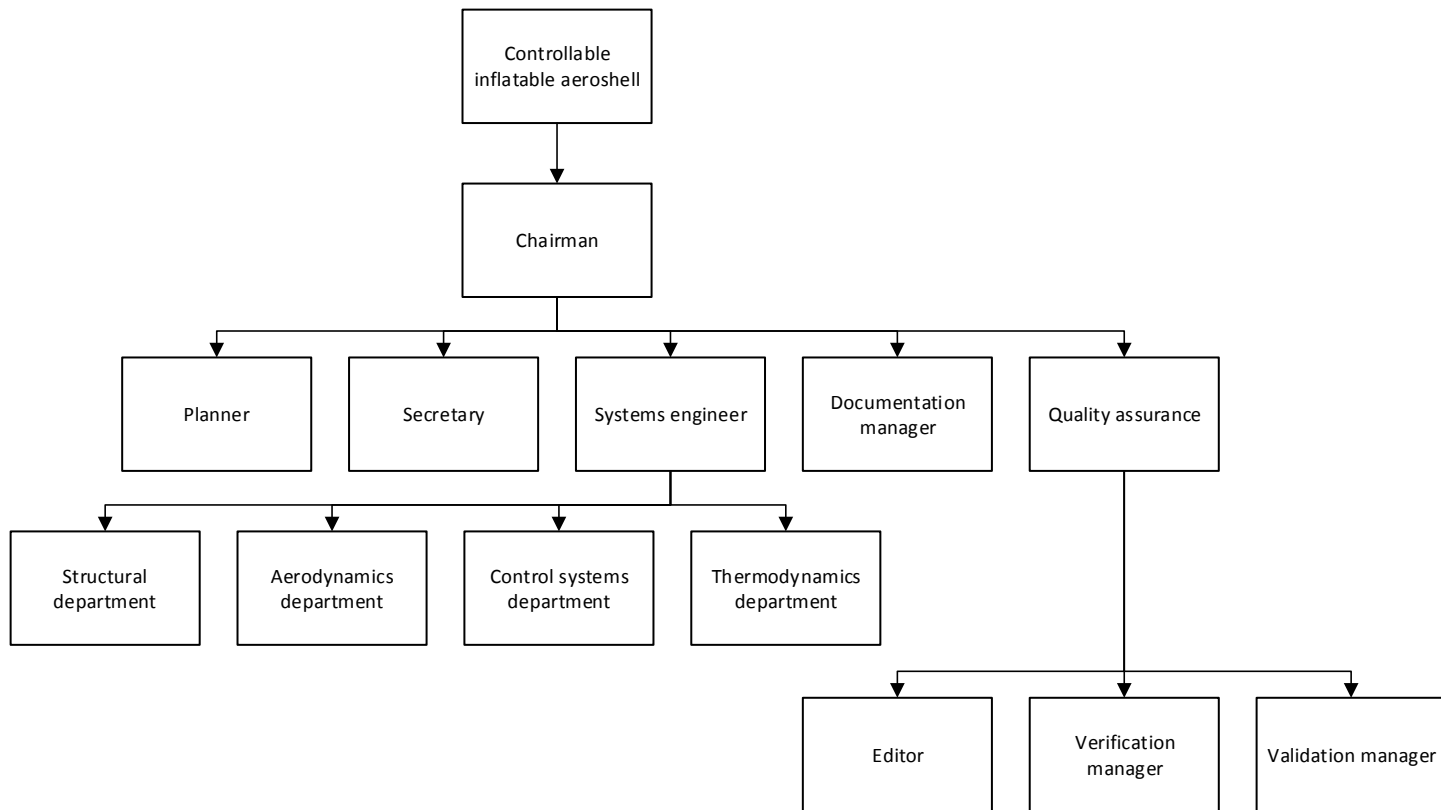 Controllable
inflatable aeroshell
Chairman
Planner
Secretary
Systems engineer
Documentation
manager
Quality assurance
Structural
department
Aerodynamics
department
Control systems
department
Thermodynamics
department
Editor
Verification
manager
Validation manager